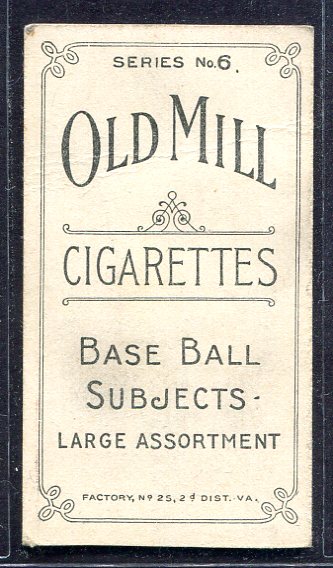 SERIES No. 6.
OLD MILL
CIGARETTES
BASE BALL
SUBJECTS-
LARGE ASSORTMENT
FACTORY, Nº 25, 2ᵈ DIST. VA.